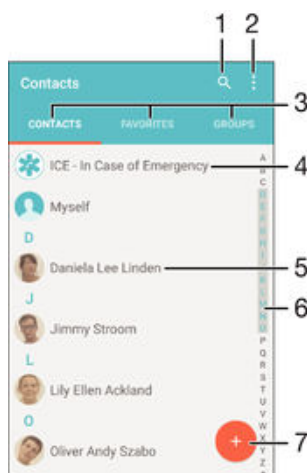 1 2
Contacts
3
CONTACTS FAVORITES GROUPS
ICE - In Case of Emergency
4
Myself
D
Daniela Lee Linden
5
J
Jimmy Stroom
6
L
Lily Ellen Ackland
O
Oliver Andy Szabo
+
7
A
B
C
D
E
F
G
H
I
J
K
L
M
N
O
P
Q
R
S
T
U
V
W
X
Y
Z